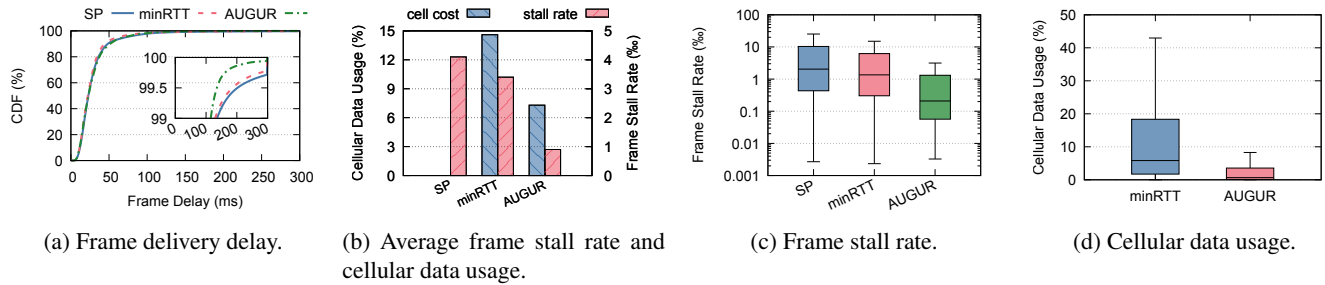 SP minRTT AUGUR
CDF (%)
100
80
60
40
20
0
100
99.5
99
0 100 200 300
0 50 100 150 200 250 300
Frame Delay (ms)
(a) Frame delivery delay.
cell cost stall rate
Cellular Data Usage (%)
15
12
9
6
3
0
5
4
3
2
1
0
Frame Stall Rate (‰)
SP minRTT AUGUR
(b) Average frame stall rate and
cellular data usage.
Frame Stall Rate (‰)
100
10
1
0.1
0.01
0.001
SP minRTT AUGUR
(c) Frame stall rate.
Cellular Data Usage (%)
50
40
30
20
10
0
minRTT AUGUR
(d) Cellular data usage.